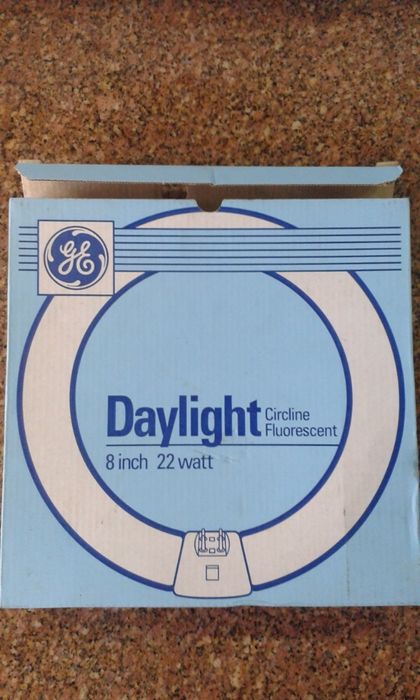 GE
Daylight Circline
Fluorescent
8 inch 22 watt